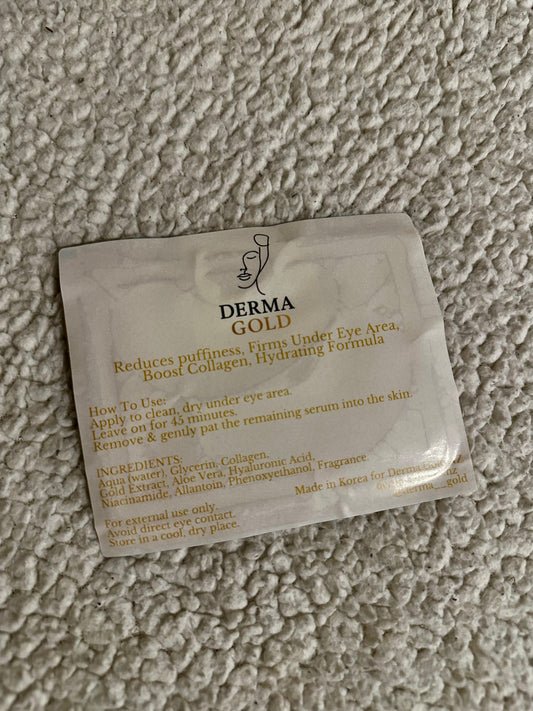 DERMA
GOLD
Reduces puffiness, Firms Under Eye Area,
Boost Collagen, Hydrating Formula
How To Use:
Apply to clean, dry under eye area.
Leave on for 45 minutes.
Remove & gently pat the remaining serum into the skin.
INGREDIENTS:
Aqua (water), Glycerin, Collagen,
Gold Extract, Aloe Vera, Hyaluronic Acid,
Niacinamide, Allantoin, Phenoxyethanol, Fragrance.
For external use only.
Avoid direct eye contact.
Store in a cool, dry place.
Made in Korea for